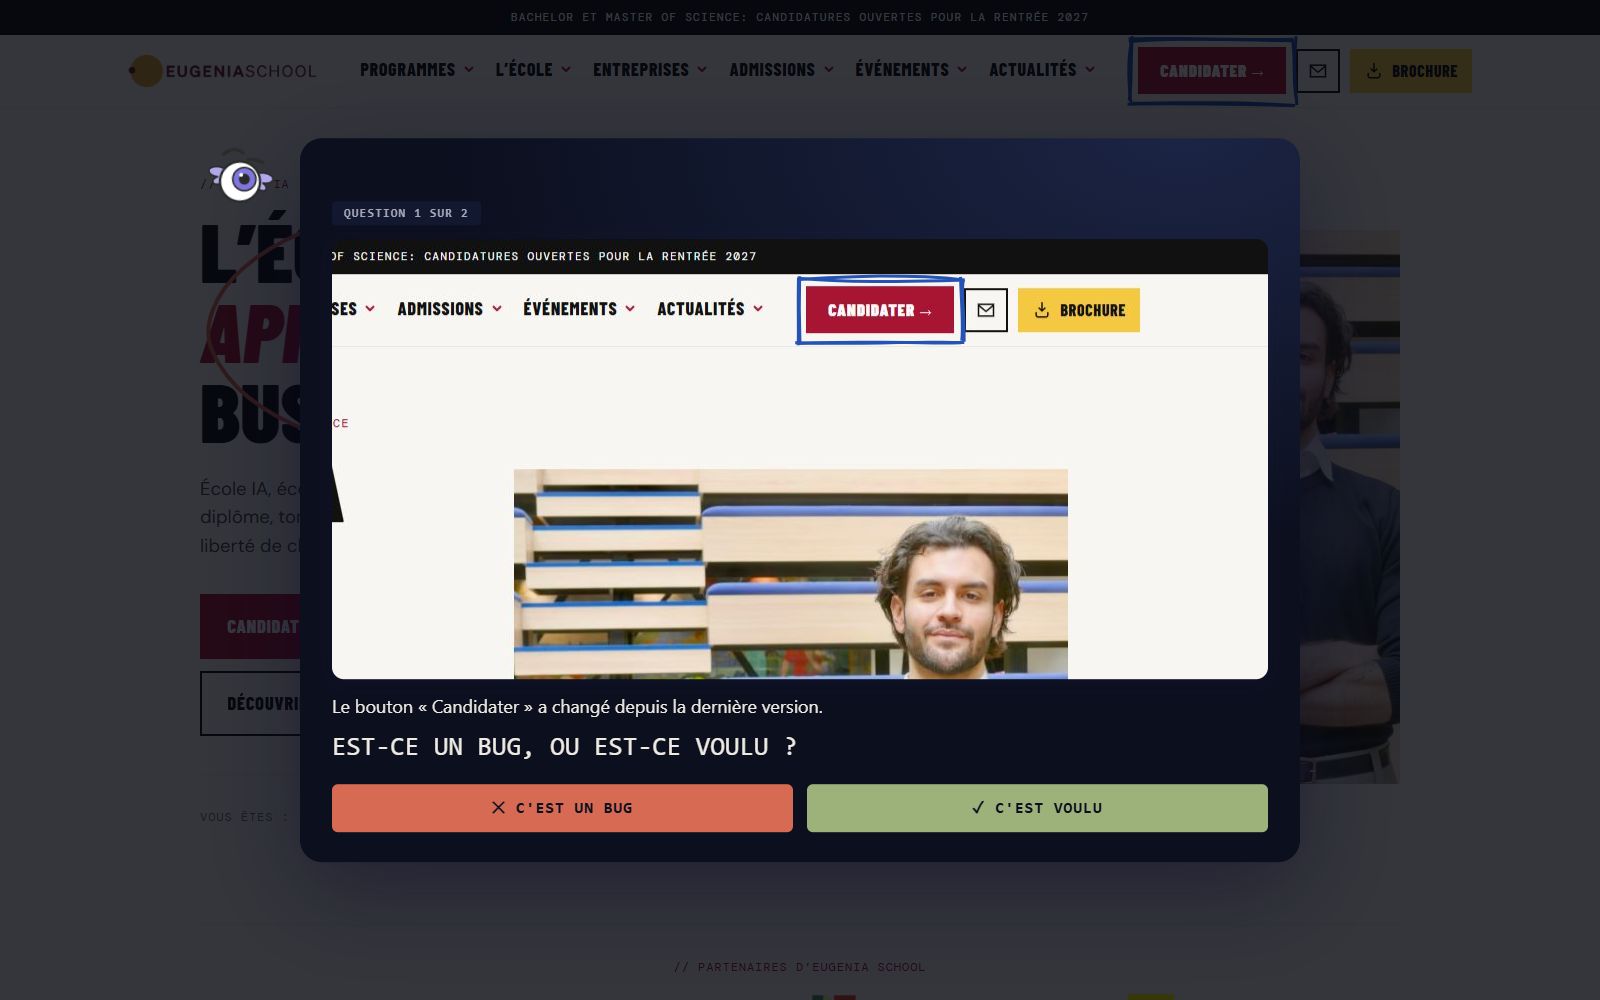 BACHELOR ET MASTER OF SCIENCE: CANDIDATURES OUVERTES POUR LA RENTRÉE 2027
EUGENIASCHOOL
PROGRAMMES
L'ÉCOLE
ENTREPRISES
ADMISSIONS
ÉVÉNEMENTS
ACTUALITÉS
CANDIDATER →
BROCHURE
// IA
L'É
BUS
École IA, éc
diplôme, to
liberté de c
CANDIDAT
DÉCOUVRI
VOUS ÊTES :
QUESTION 1 SUR 2
OF SCIENCE: CANDIDATURES OUVERTES POUR LA RENTRÉE 2027
SES
ADMISSIONS
ÉVÉNEMENTS
ACTUALITÉS
CANDIDATER →
BROCHURE
CE
Le bouton « Candidater » a changé depuis la dernière version.
EST-CE UN BUG, OU EST-CE VOULU ?
✕ C'EST UN BUG
✓ C'EST VOULU
// PARTENAIRES D'EUGENIA SCHOOL